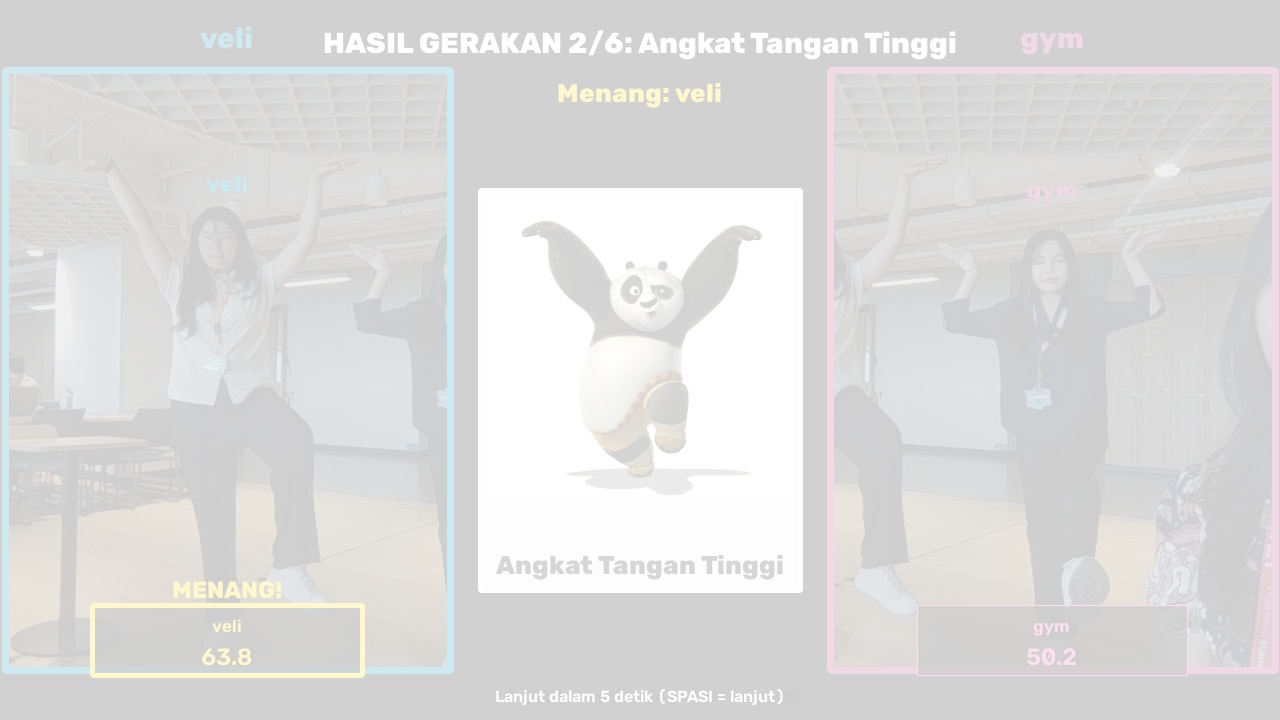 veli
HASIL GERAKAN 2/6: Angkat Tangan Tinggi
gym
Menang: veli
veli
gym
Angkat Tangan Tinggi
MENANG!
veli
63.8
gym
50.2
Lanjut dalam 5 detik (SPASI = lanjut)